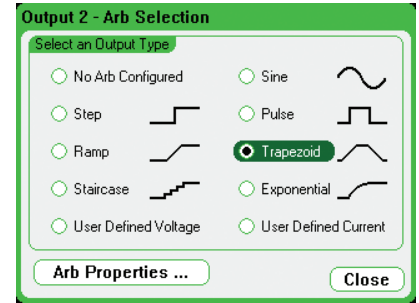 Output 2 - Arb Selection
Select an Output Type
No Arb Configured
Sine
Step
Pulse
Ramp
Trapezoid
Staircase
Exponential
User Defined Voltage
User Defined Current
Arb Properties ...
Close